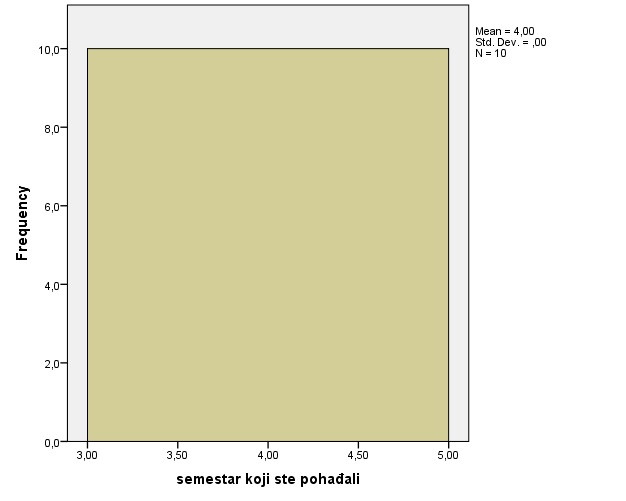 Mean = 4,00
Std. Dev. = ,00
N = 10
10,0
8,0
6,0
4,0
2,0
0,0
Frequency
3,00 3,50 4,00 4,50 5,00
semestar koji ste pohađali